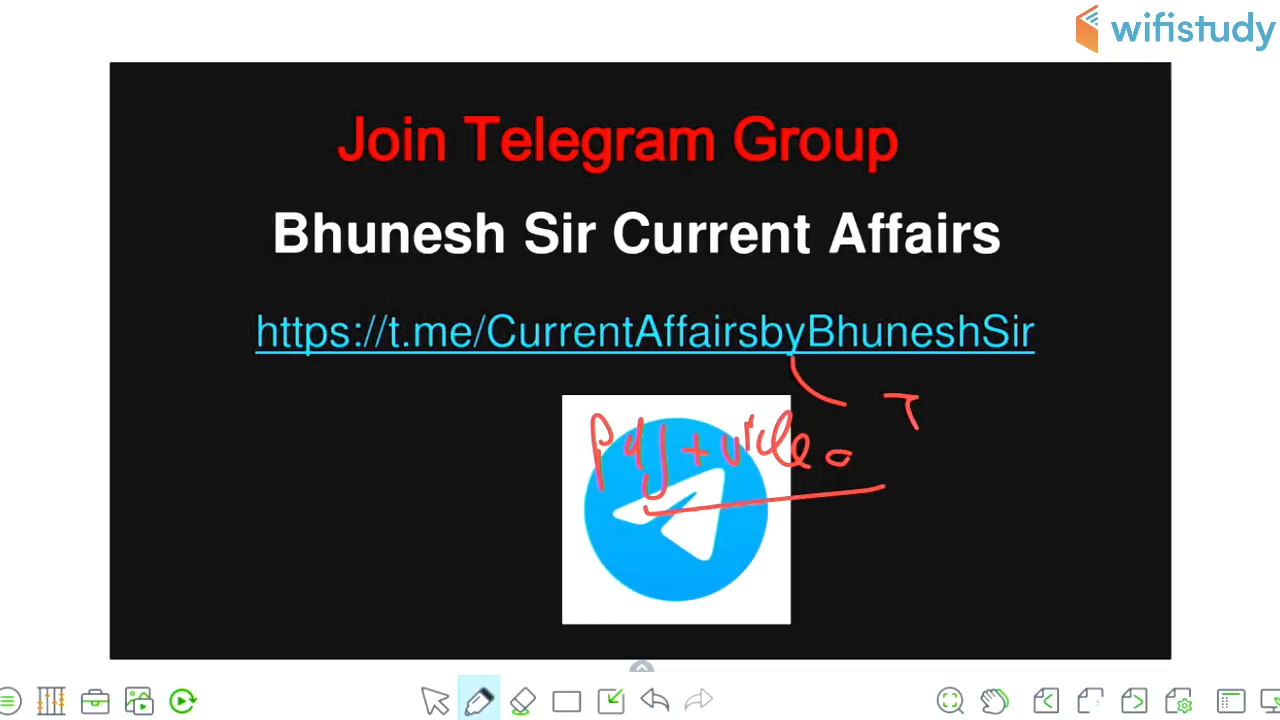 wifistudy
Join Telegram Group
Bhunesh Sir Current Affairs
https://t.me/CurrentAffairsbyBhuneshSir
pdf + video